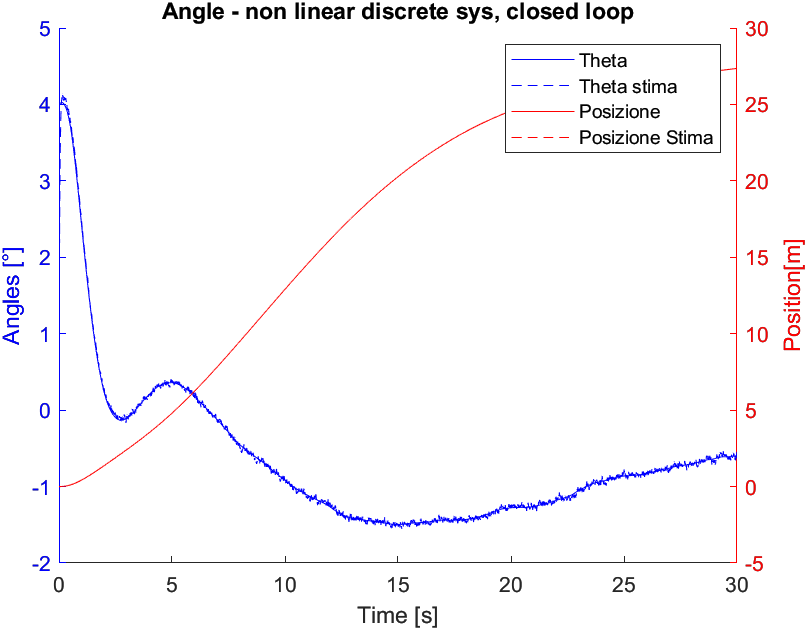 Angle - non linear discrete sys, closed loop
5
4
3
2
1
0
-1
-2
Angles [°]
30
25
20
15
10
5
0
-5
Position[m]
Theta
Theta stima
Posizione
Posizione Stima
0
5
10
15
20
25
30
Time [s]